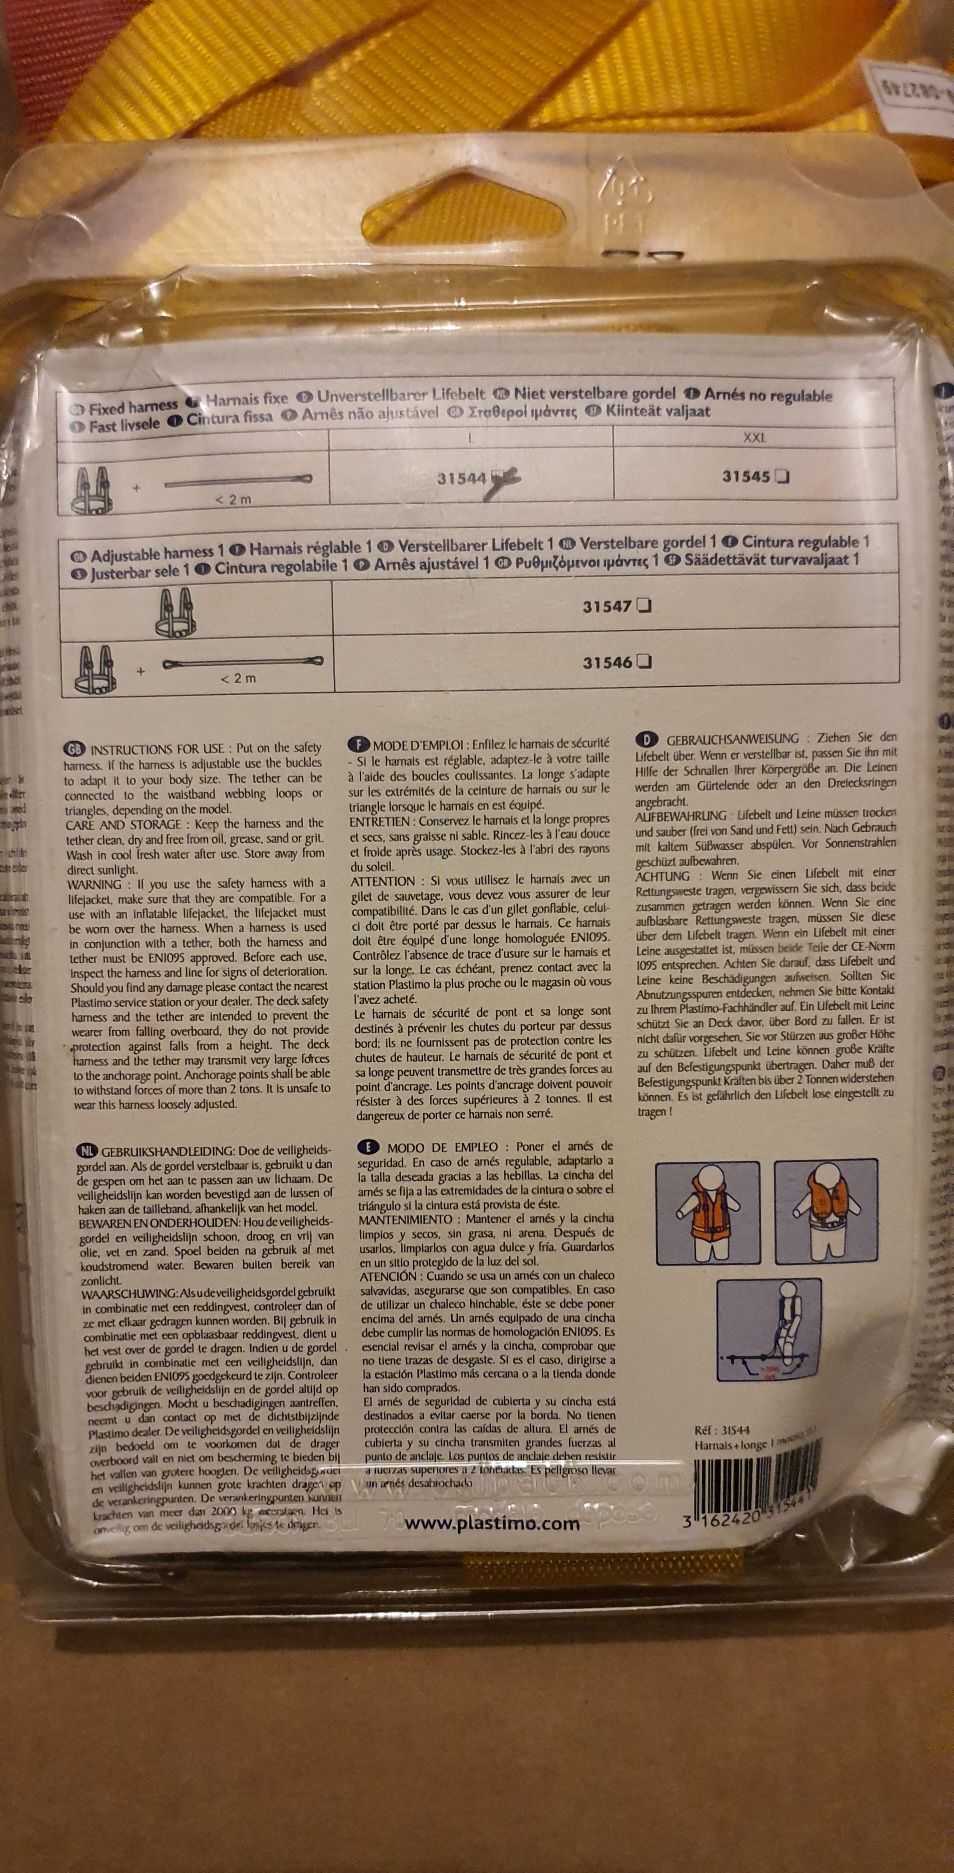 -082749
PET
GB Fixed harness F Harnais fixe D Unverstellbarer Lifebelt NL Niet verstelbare gordel E Arnés no regulable
S Fast livsele I Cintura fissa P Arnês não ajustável GR Σταθεροί ιμάντες Kiinteät valjaat
L XXL
+ < 2 m 31544 31545
GB Adjustable harness 1 F Harnais réglable 1 D Verstellbarer Lifebelt 1 NL Verstelbare gordel 1 E Cintura regulable 1
S Justerbar sele 1 I Cintura regolabile 1 P Arnês ajustável 1 GR Ρυθμιζόμενοι ιμάντες 1 SF Säädettävät turvavaljaat 1
31547
+ < 2 m 31546
GB INSTRUCTIONS FOR USE : Put on the safety
harness. If the harness is adjustable use the buckles
to adapt it to your body size. The tether can be
connected to the waistband webbing loops or
triangles, depending on the model.
CARE AND STORAGE : Keep the harness and the
tether clean, dry and free from oil, grease, sand or grit.
Wash in cool fresh water after use. Store away from
direct sunlight.
WARNING : If you use the safety harness with a
lifejacket, make sure that they are compatible. For a
use with an inflatable lifejacket, the lifejacket must
be worn over the harness. When a harness is used
in conjunction with a tether, both the harness and
tether must be EN1095 approved. Before each use,
inspect the harness and line for signs of deterioration.
Should you find any damage please contact the nearest
Plastimo service station or your dealer. The deck safety
harness and the tether are intended to prevent the
wearer from falling overboard, they do not provide
protection against falls from a height. The deck
harness and the tether may transmit very large forces
to the anchorage point. Anchorage points shall be able
to withstand forces of more than 2 tons. It is unsafe to
wear this harness loosely adjusted.
F MODE D'EMPLOI : Enfilez le harnais de sécurité
- Si le harnais est réglable, adaptez-le à votre taille
à l'aide des boucles coulissantes. La longe s'adapte
sur les extrémités de la ceinture de harnais ou sur le
triangle lorsque le harnais en est équipé.
ENTRETIEN : Conservez le harnais et la longe propres
et secs, sans graisse ni sable. Rincez-les à l'eau douce
et froide après usage. Stockez-les à l'abri des rayons
du soleil.
ATTENTION : Si vous utilisez le harnais avec un
gilet de sauvetage, vous devez vous assurer de leur
compatibilité. Dans le cas d'un gilet gonflable, celui-
ci doit être porté par dessus le harnais. Ce harnais
doit être équipé d'une longe homologuée EN1095.
Contrôlez l'absence de trace d'usure sur le harnais et
sur la longe. Le cas échéant, prenez contact avec la
station Plastimo la plus proche ou le magasin où vous
l'avez acheté.
Le harnais de sécurité de pont et sa longe sont
destinés à prévenir les chutes du porteur par dessus
bord; ils ne fournissent pas de protection contre les
chutes de hauteur. Le harnais de sécurité de pont et
sa longe peuvent transmettre de très grandes forces au
point d'ancrage. Les points d'ancrage doivent pouvoir
résister à des forces supérieures à 2 tonnes. Il est
dangereux de porter ce harnais non serré.
D GEBRAUCHSANWEISUNG : Ziehen Sie den
Lifebelt über. Wenn er verstellbar ist, passen Sie ihn mit
Hilfe der Schnallen Ihrer Körpergröße an. Die Leinen
werden am Gürtelende oder an den Dreiecksringen
angebracht.
AUFBEWAHRUNG : Lifebelt und Leine müssen trocken
und sauber (frei von Sand und Fett) sein. Nach Gebrauch
mit kaltem Süßwasser abspülen. Vor Sonnenstrahlen
geschüzt aufbewahren.
ACHTUNG : Wenn Sie einen Lifebelt mit einer
Rettungsweste tragen, vergewissern Sie sich, dass beide
zusammen getragen werden können. Wenn Sie eine
aufblasbare Rettungsweste tragen, müssen Sie diese
über dem Lifebelt tragen. Wenn ein Lifebelt mit einer
Leine ausgestattet ist, müssen beide Teile der CE-Norm
1095 entsprechen. Achten Sie darauf, dass Lifebelt und
Leine keine Beschädigungen aufweisen. Sollten Sie
Abnutzungsspuren entdecken, nehmen Sie bitte Kontakt
zu Ihrem Plastimo-Fachhändler auf. Ein Lifebelt mit Leine
schützt Sie an Deck davor, über Bord zu fallen. Er ist
nicht dafür vorgesehen, Sie vor Stürzen aus großer Höhe
zu schützen. Lifebelt und Leine können große Kräfte
auf den Befestigungspunkt übertragen. Daher muß der
Befestigungspunkt Kräften bis über 2 Tonnen widerstehen
können. Es ist gefährlich den Lifebelt lose eingestellt zu
tragen !
NL GEBRUIKSHANDLEIDING: Doe de veiligheids-
gordel aan. Als de gordel verstelbaar is, gebruikt u dan
de gespen om het aan te passen aan uw lichaam. De
veiligheidslijn kan worden bevestigd aan de lussen of
haken aan de tailleband, afhankelijk van het model.
BEWAREN EN ONDERHOUDEN: Hou de veiligheids-
gordel en veiligheidslijn schoon, droog en vrij van
olie, vet en zand. Spoel beiden na gebruik af met
koudstromend water. Bewaren buiten bereik van
zonlicht.
WAARSCHUWING: Als u de veiligheidsgordel gebruikt
in combinatie met een reddingvest, controleer dan of
ze met elkaar gedragen kunnen worden. Bij gebruik in
combinatie met een opblaasbaar reddingvest, dient u
het vest over de gordel te dragen. Indien u de gordel
gebruikt in combinatie met een veiligheidslijn, dan
dienen beiden EN1095 goedgekeurd te zijn. Controleer
voor gebruik de veiligheidslijn en de gordel altijd op
beschadigingen. Mocht u beschadigingen aantreffen,
neemt u dan contact op met de dichtstbijzijnde
Plastimo dealer. De veiligheidsgordel en veiligheidslijn
zijn bedoeld om te voorkomen dat de drager
overboord valt en niet om bescherming te bieden bij
het vallen van grotere hoogten. De veiligheidsgordel
en veiligheidslijn kunnen grote krachten dragen op
de verankeringpunten. De verankeringpunten kunnen
krachten van meer dan 2000 kg weerstaan. Het is
onveilig om de veiligheidsgordel losjes te dragen.
E MODO DE EMPLEO : Poner el arnés de
seguridad. En caso de arnés regulable, adaptarlo a
la talla deseada gracias a las hebillas. La cincha del
arnés se fija a las extremidades de la cintura o sobre el
triángulo si la cintura está provista de éste.
MANTENIMIENTO : Mantener el arnés y la cincha
limpios y secos, sin grasa, ni arena. Después de
usarlos, limpiarlos con agua dulce y fría. Guardarlos
en un sitio protegido de la luz del sol.
ATENCIÓN : Cuando se usa un arnés con un chaleco
salvavidas, asegurarse que son compatibles. En caso
de utilizar un chaleco hinchable, éste se debe poner
encima del arnés. Un arnés equipado de una cincha
debe cumplir las normas de homologación EN1095. Es
esencial revisar el arnés y la cincha, comprobar que
no tiene trazas de desgaste. Si es el caso, dirigirse a
la estación Plastimo más cercana o a la tienda donde
han sido comprados.
El arnés de seguridad de cubierta y su cincha está
destinados a evitar caerse por la borda. No tienen
protección contra las caídas de altura. El arnés de
cubierta y su cincha transmiten grandes fuerzas al
punto de anclaje. Los puntos de anclaje deben resistir
a fuerzas superiores a 2 toneladas. Es peligroso llevar
un arnés desabrochado
www.plastimo.com
Réf : 31544
Harnais+longe 1
3 162420 315441